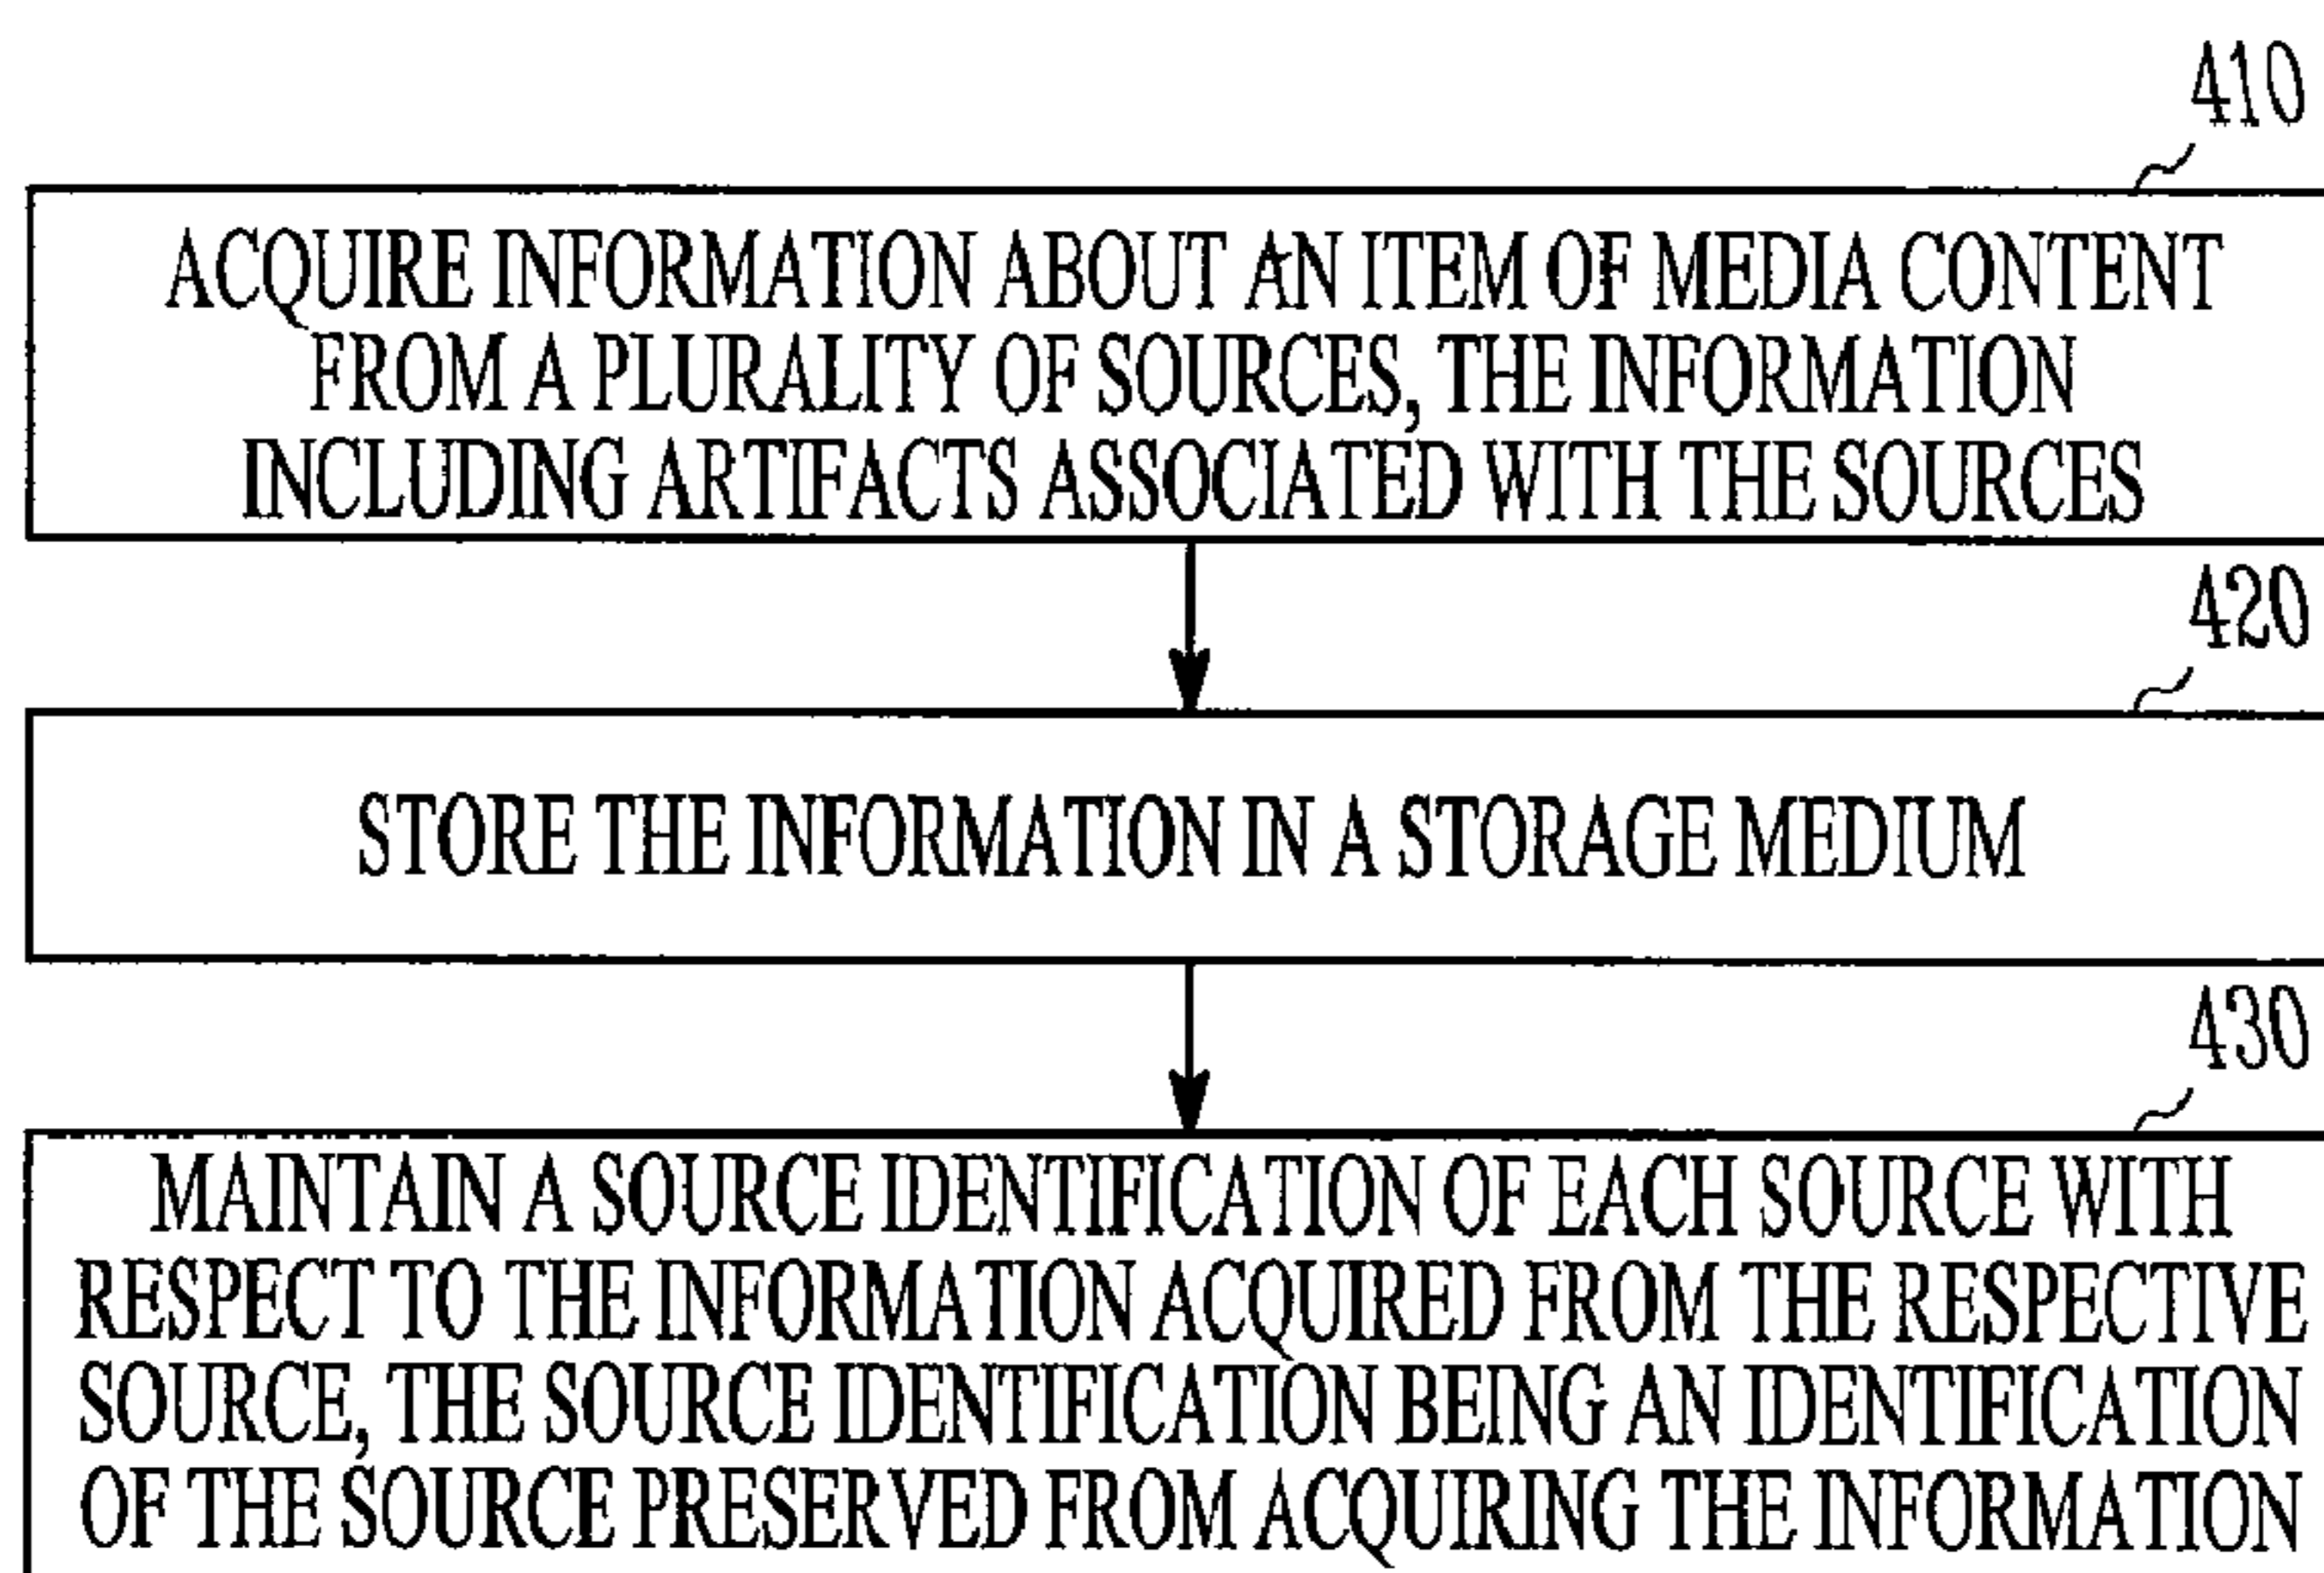 410
ACQUIRE INFORMATION ABOUT AN ITEM OF MEDIA CONTENT
FROM A PLURALITY OF SOURCES, THE INFORMATION
INCLUDING ARTIFACTS ASSOCIATED WITH THE SOURCES
420
STORE THE INFORMATION IN A STORAGE MEDIUM
430
MAINTAIN A SOURCE IDENTIFICATION OF EACH SOURCE WITH
RESPECT TO THE INFORMATION ACQUIRED FROM THE RESPECTIVE
SOURCE, THE SOURCE IDENTIFICATION BEING AN IDENTIFICATION
OF THE SOURCE PRESERVED FROM ACQUIRING THE INFORMATION